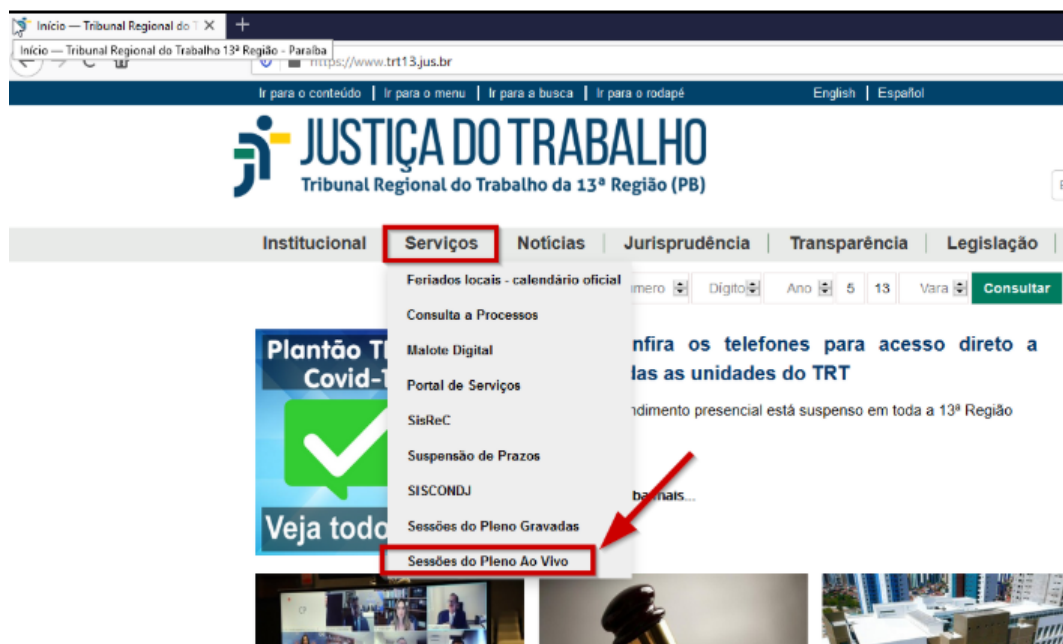 Início — Tribunal Regional do T
Início — Tribunal Regional do Trabalho 13ª Região - Paraíba
https://www.trt13.jus.br
Ir para o conteúdo | Ir para o menu | Ir para a busca | Ir para o rodapé English | Español
JUSTIÇA DO TRABALHO
Tribunal Regional do Trabalho da 13ª Região (PB)
Institucional Serviços Notícias Jurisprudência Transparência Legislação
Feriados locais - calendário oficial
mero Dígito Ano 5 13 Vara Consultar
Consulta a Processos
Malote Digital
Portal de Serviços
SisReC
Suspensão de Prazos
SISCONDJ
Sessões do Pleno Gravadas
Sessões do Pleno Ao Vivo
Plantão T
Covid-1
Veja todo
nfira os telefones para acesso direto a
das as unidades do TRT
ndimento presencial está suspenso em toda a 13ª Região
ba mais...